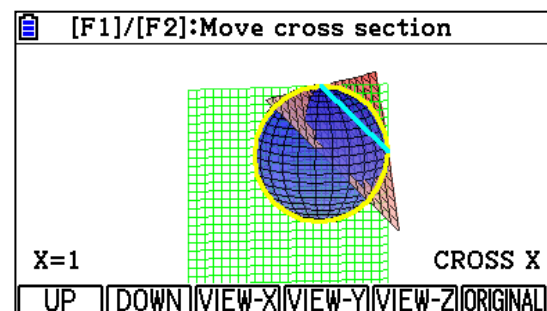 [F1]/[F2]:Move cross section
X=1 CROSS X
UP DOWN VIEW-X VIEW-Y VIEW-Z ORIGINAL